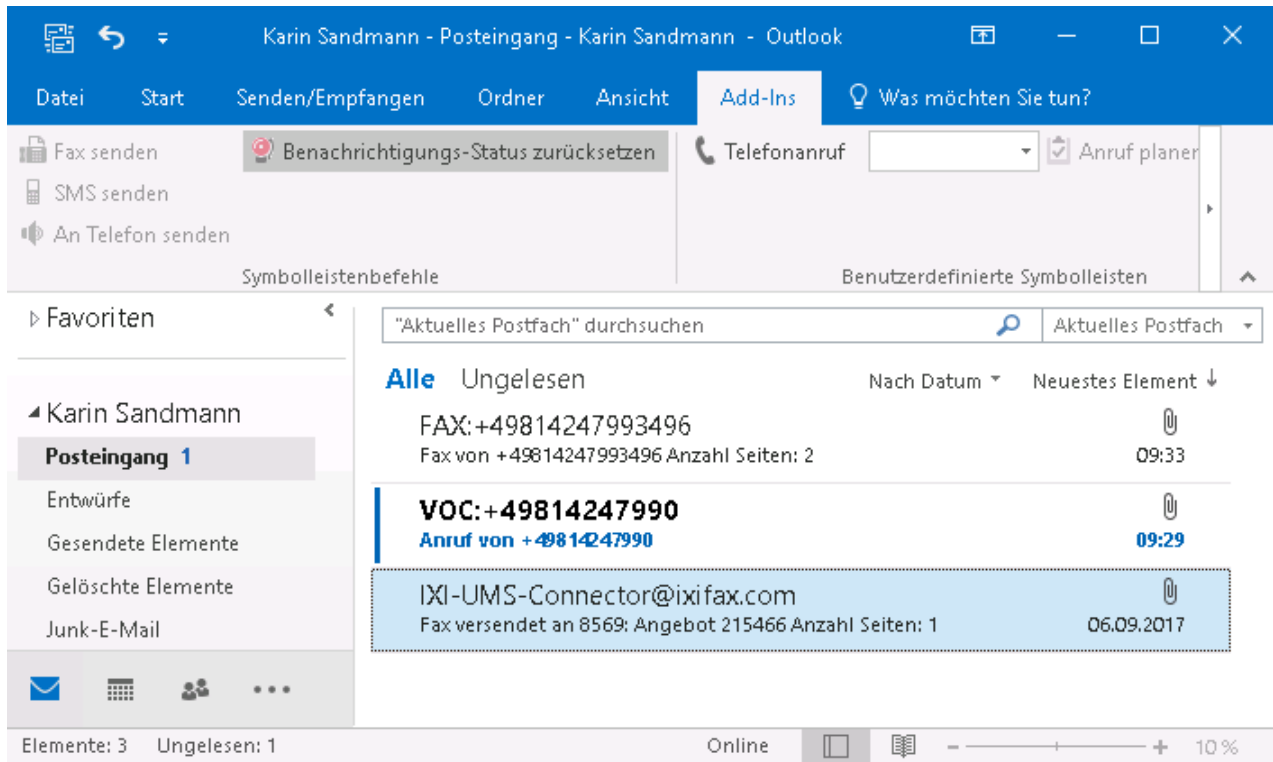 Karin Sandmann - Posteingang - Karin Sandmann - Outlook
Datei Start Senden/Empfangen Ordner Ansicht Add-Ins Was möchten Sie tun?
Fax senden Benachrichtigungs-Status zurücksetzen Telefonanruf Anruf planen
SMS senden
An Telefon senden
Symbolleistenbefehle Benutzerdefinierte Symbolleisten
Favoriten
"Aktuelles Postfach" durchsuchen Aktuelles Postfach
Alle Ungelesen Nach Datum Neuestes Element ↓
Karin Sandmann
Posteingang 1
Entwürfe
Gesendete Elemente
Gelöschte Elemente
Junk-E-Mail
FAX:+49814247993496
Fax von +49814247993496 Anzahl Seiten: 2 09:33
VOC:+49814247990
Anruf von +49814247990 09:29
IXI-UMS-Connector@ixifax.com
Fax versendet an 8569: Angebot 215466 Anzahl Seiten: 1 06.09.2017
Elemente: 3 Ungelesen: 1 Online 10 %